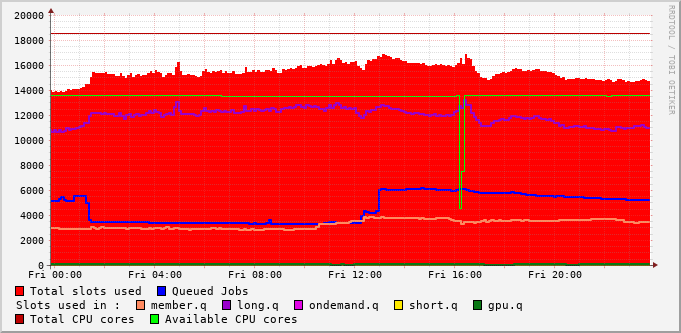 20000
18000
16000
14000
12000
10000
8000
6000
4000
2000
0
Fri 00:00 Fri 04:00 Fri 08:00 Fri 12:00 Fri 16:00 Fri 20:00
RRDTOOL / TOBI OETIKER
Total slots used Queued Jobs
Slots used in : member.q long.q ondemand.q short.q gpu.q
Total CPU cores Available CPU cores